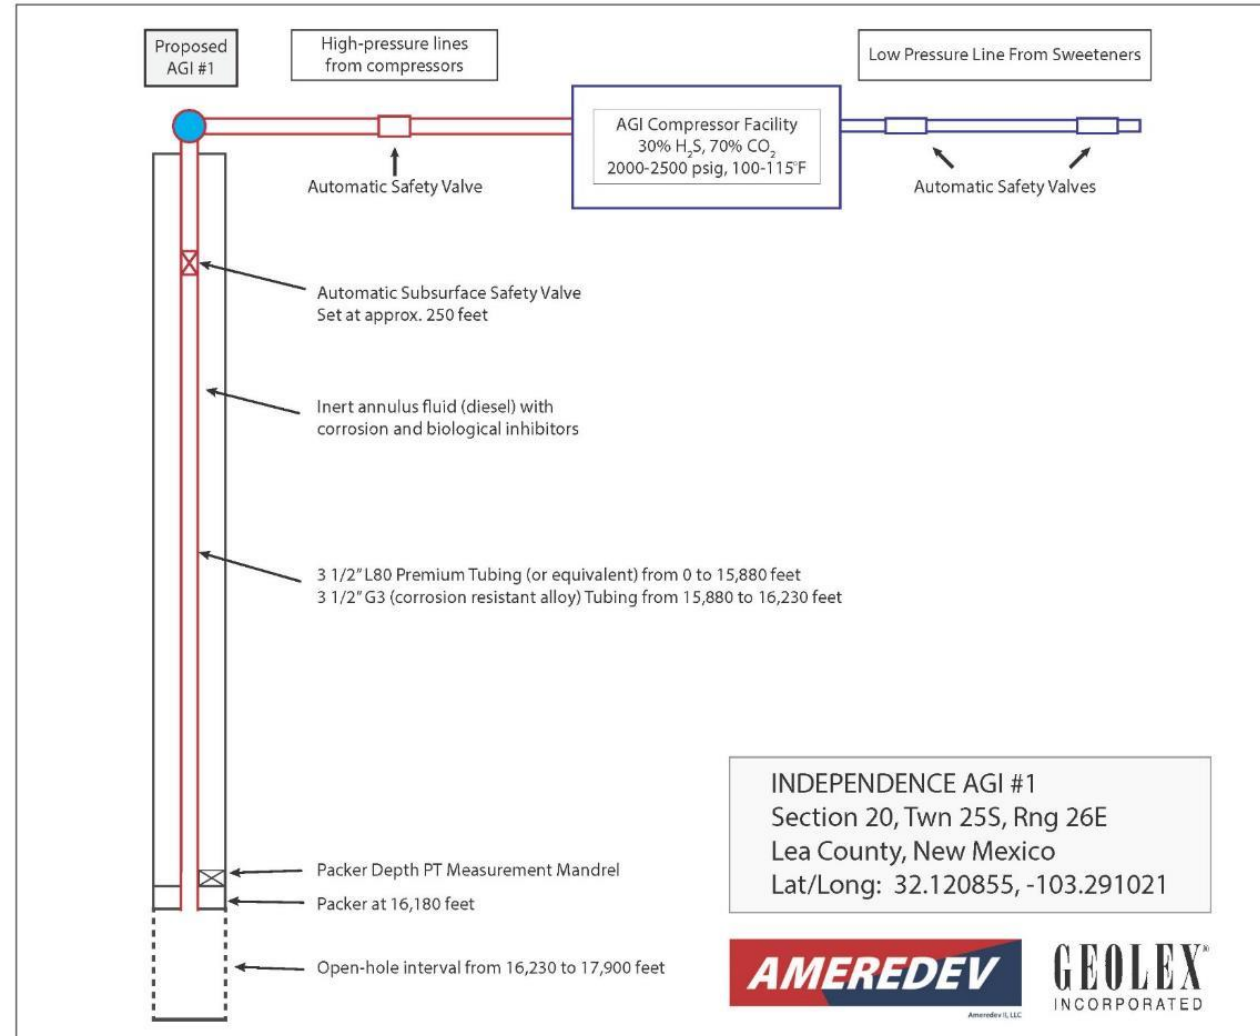 Proposed
AGI #1
High-pressure lines
from compressors
Low Pressure Line From Sweeteners
AGI Compressor Facility
30% H₂S, 70% CO₂
2000-2500 psig, 100-115°F
Automatic Safety Valve
Automatic Safety Valves
Automatic Subsurface Safety Valve
Set at approx. 250 feet
Inert annulus fluid (diesel) with
corrosion and biological inhibitors
3 1/2" L80 Premium Tubing (or equivalent) from 0 to 15,880 feet
3 1/2" G3 (corrosion resistant alloy) Tubing from 15,880 to 16,230 feet
Packer Depth PT Measurement Mandrel
Packer at 16,180 feet
Open-hole interval from 16,230 to 17,900 feet
INDEPENDENCE AGI #1
Section 20, Twn 25S, Rng 26E
Lea County, New Mexico
Lat/Long: 32.120855, -103.291021
AMEREDEV
Ameredev II, LLC
GEOLEX®
INCORPORATED